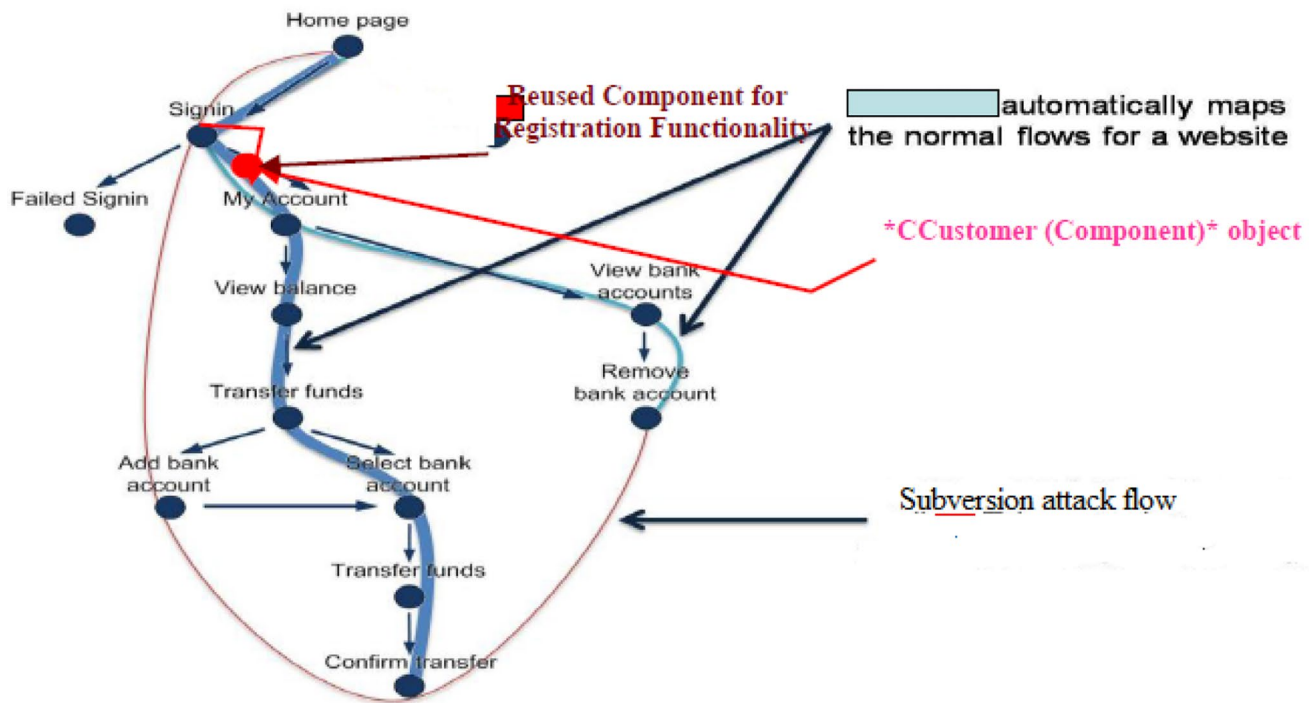 Home page
Signin
Failed Signin
My Account
View balance
Transfer funds
Add bank
account
Select bank
account
Transfer funds
Confirm transfer
Reused Component for
Registration Functionality
View bank
accounts
Remove
bank account
automatically maps
the normal flows for a website
*CCustomer (Component)* object
Subversion attack flow